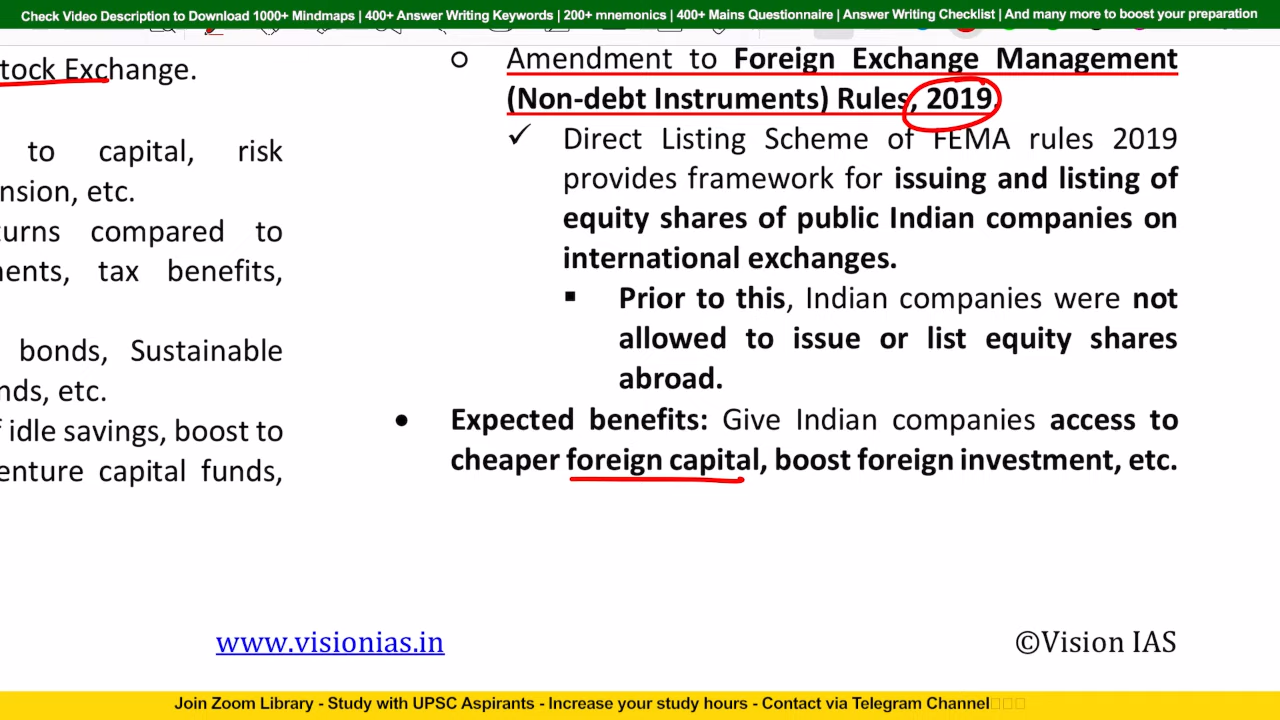 Check Video Description to Download 1000+ Mindmaps | 400+ Answer Writing Keywords | 200+ mnemonics | 400+ Mains Questionnaire | Answer Writing Checklist | And many more to boost your preparation
tock Exchange.
to capital, risk
nsion, etc.
urns compared to
nents, tax benefits,
bonds, Sustainable
nds, etc.
f idle savings, boost to
enture capital funds,
o Amendment to Foreign Exchange Management
(Non-debt Instruments) Rules, 2019.
✓ Direct Listing Scheme of FEMA rules 2019
provides framework for issuing and listing of
equity shares of public Indian companies on
international exchanges.
▪ Prior to this, Indian companies were not
allowed to issue or list equity shares
abroad.
• Expected benefits: Give Indian companies access to
cheaper foreign capital, boost foreign investment, etc.
www.visionias.in
©Vision IAS
Join Zoom Library - Study with UPSC Aspirants - Increase your study hours - Contact via Telegram Channel